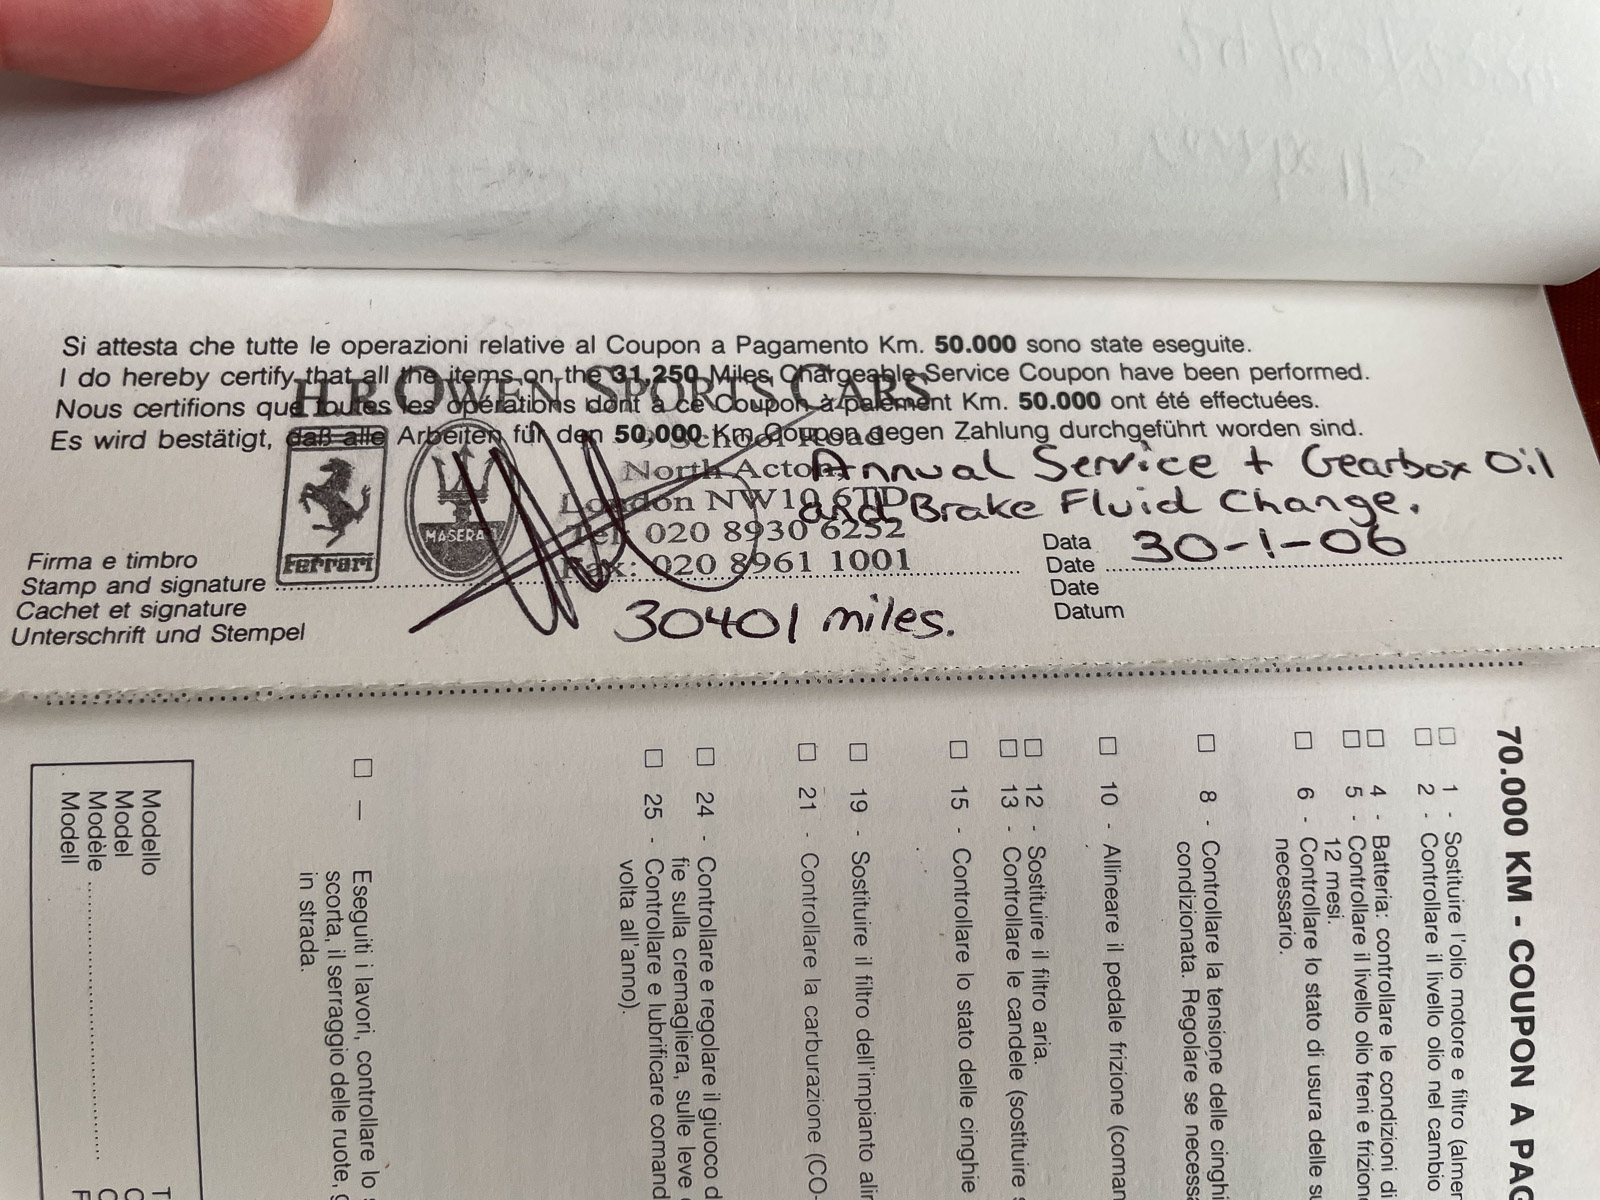 Si attesta che tutte le operazioni relative al Coupon a Pagamento Km. 50.000 sono state eseguite.
I do hereby certify that all the items on the 31,250 Miles Chargeable Service Coupon have been performed.
Nous certifions que toutes les opérations dont à ce Coupon à paiement Km. 50.000 ont été effectuées.
Es wird bestätigt, daß alle Arbeiten für den 50,000 Km Coupon gegen Zahlung durchgeführt worden sind.
H.R. OWEN SPORTS CARS
School Road
North Acton
London NW10 6TD
Tel: 020 8930 6252
Fax: 020 8961 1001
Ferrari
MASERATI
Annual Service + Gearbox Oil
and Brake Fluid Change.
Firma e timbro
Stamp and signature
Cachet et signature
Unterschrift und Stempel
Data
Date
Date
Datum
30-1-06
30401 miles.
70.000 KM - COUPON A PAG
1 - Sostituire l'olio motore e filtro (almen
2 - Controllare il livello olio nel cambio
4 - Batteria: controllare le condizioni di
5 - Controllare il livello olio freni e frizion
12 mesi.
6 - Controllare lo stato di usura delle su
necessario.
8 - Controllare la tensione delle cinghi
condizionata. Regolare se necess
10 - Allineare il pedale frizione (coman
12 - Sostituire il filtro aria.
13 - Controllare le candele (sostituire
15 - Controllare lo stato delle cinghie
19 - Sostituire il filtro dell'impianto alin
21 - Controllare la carburazione (CO-
24 - Controllare e regolare il giuoco d
fie sulla cremagliera, sulle leve
25 - Controllare e lubrificare comand
volta all'anno).
— Eseguiti i lavori, controllare lo
scorta, il serraggio delle ruote,
in strada.
Modello
Model
Modèle
Modell